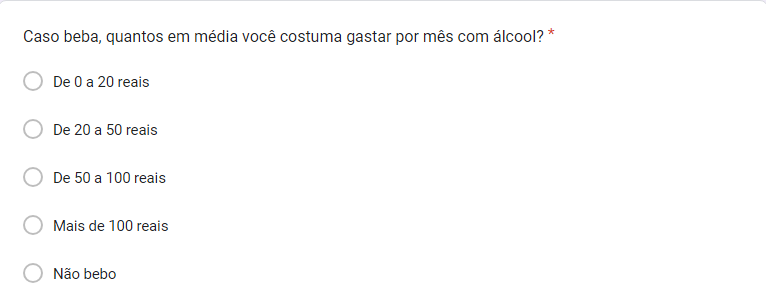 Caso beba, quantos em média você costuma gastar por mês com álcool? *
De 0 a 20 reais
De 20 a 50 reais
De 50 a 100 reais
Mais de 100 reais
Não bebo